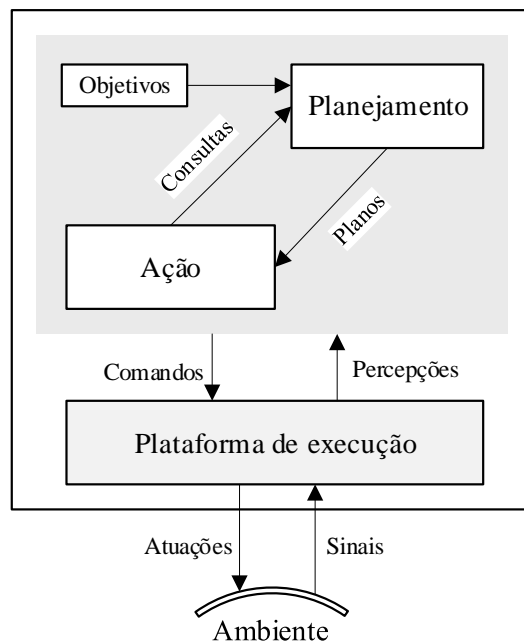 Objetivos
Planejamento
Consultas
Planos
Ação
Comandos
Percepções
Plataforma de execução
Atuações
Sinais
Ambiente